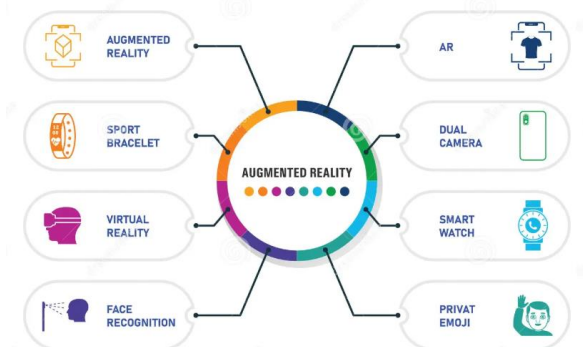 AUGMENTED
REALITY
SPORT
BRACELET
VIRTUAL
REALITY
FACE
RECOGNITION
AUGMENTED REALITY
AR
DUAL
CAMERA
SMART
WATCH
PRIVAT
EMOJI